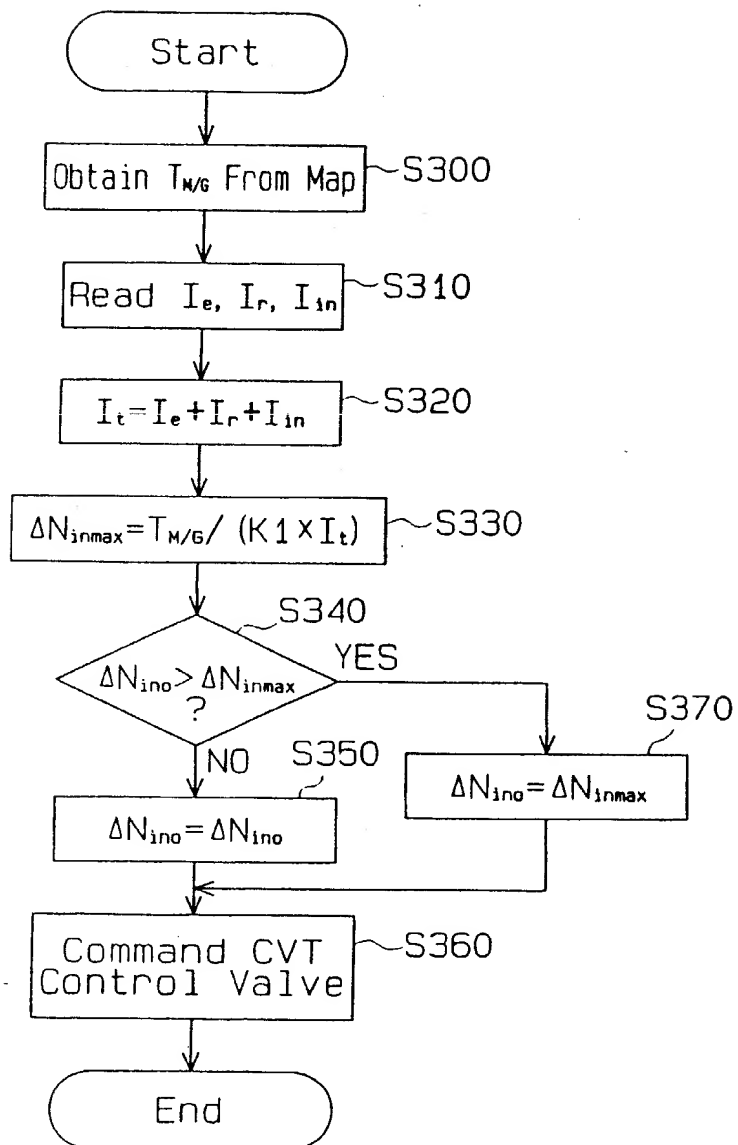 Start
Obtain T_M/G From Map
S300
Read I_e, I_r, I_in
S310
I_t=I_e+I_r+I_in
S320
ΔN_inmax=T_M/G/ (K1×I_t)
S330
S340
ΔN_ino>ΔN_inmax
?
YES
NO
S350
ΔN_ino=ΔN_ino
S370
ΔN_ino=ΔN_inmax
Command CVT
Control Valve
S360
End